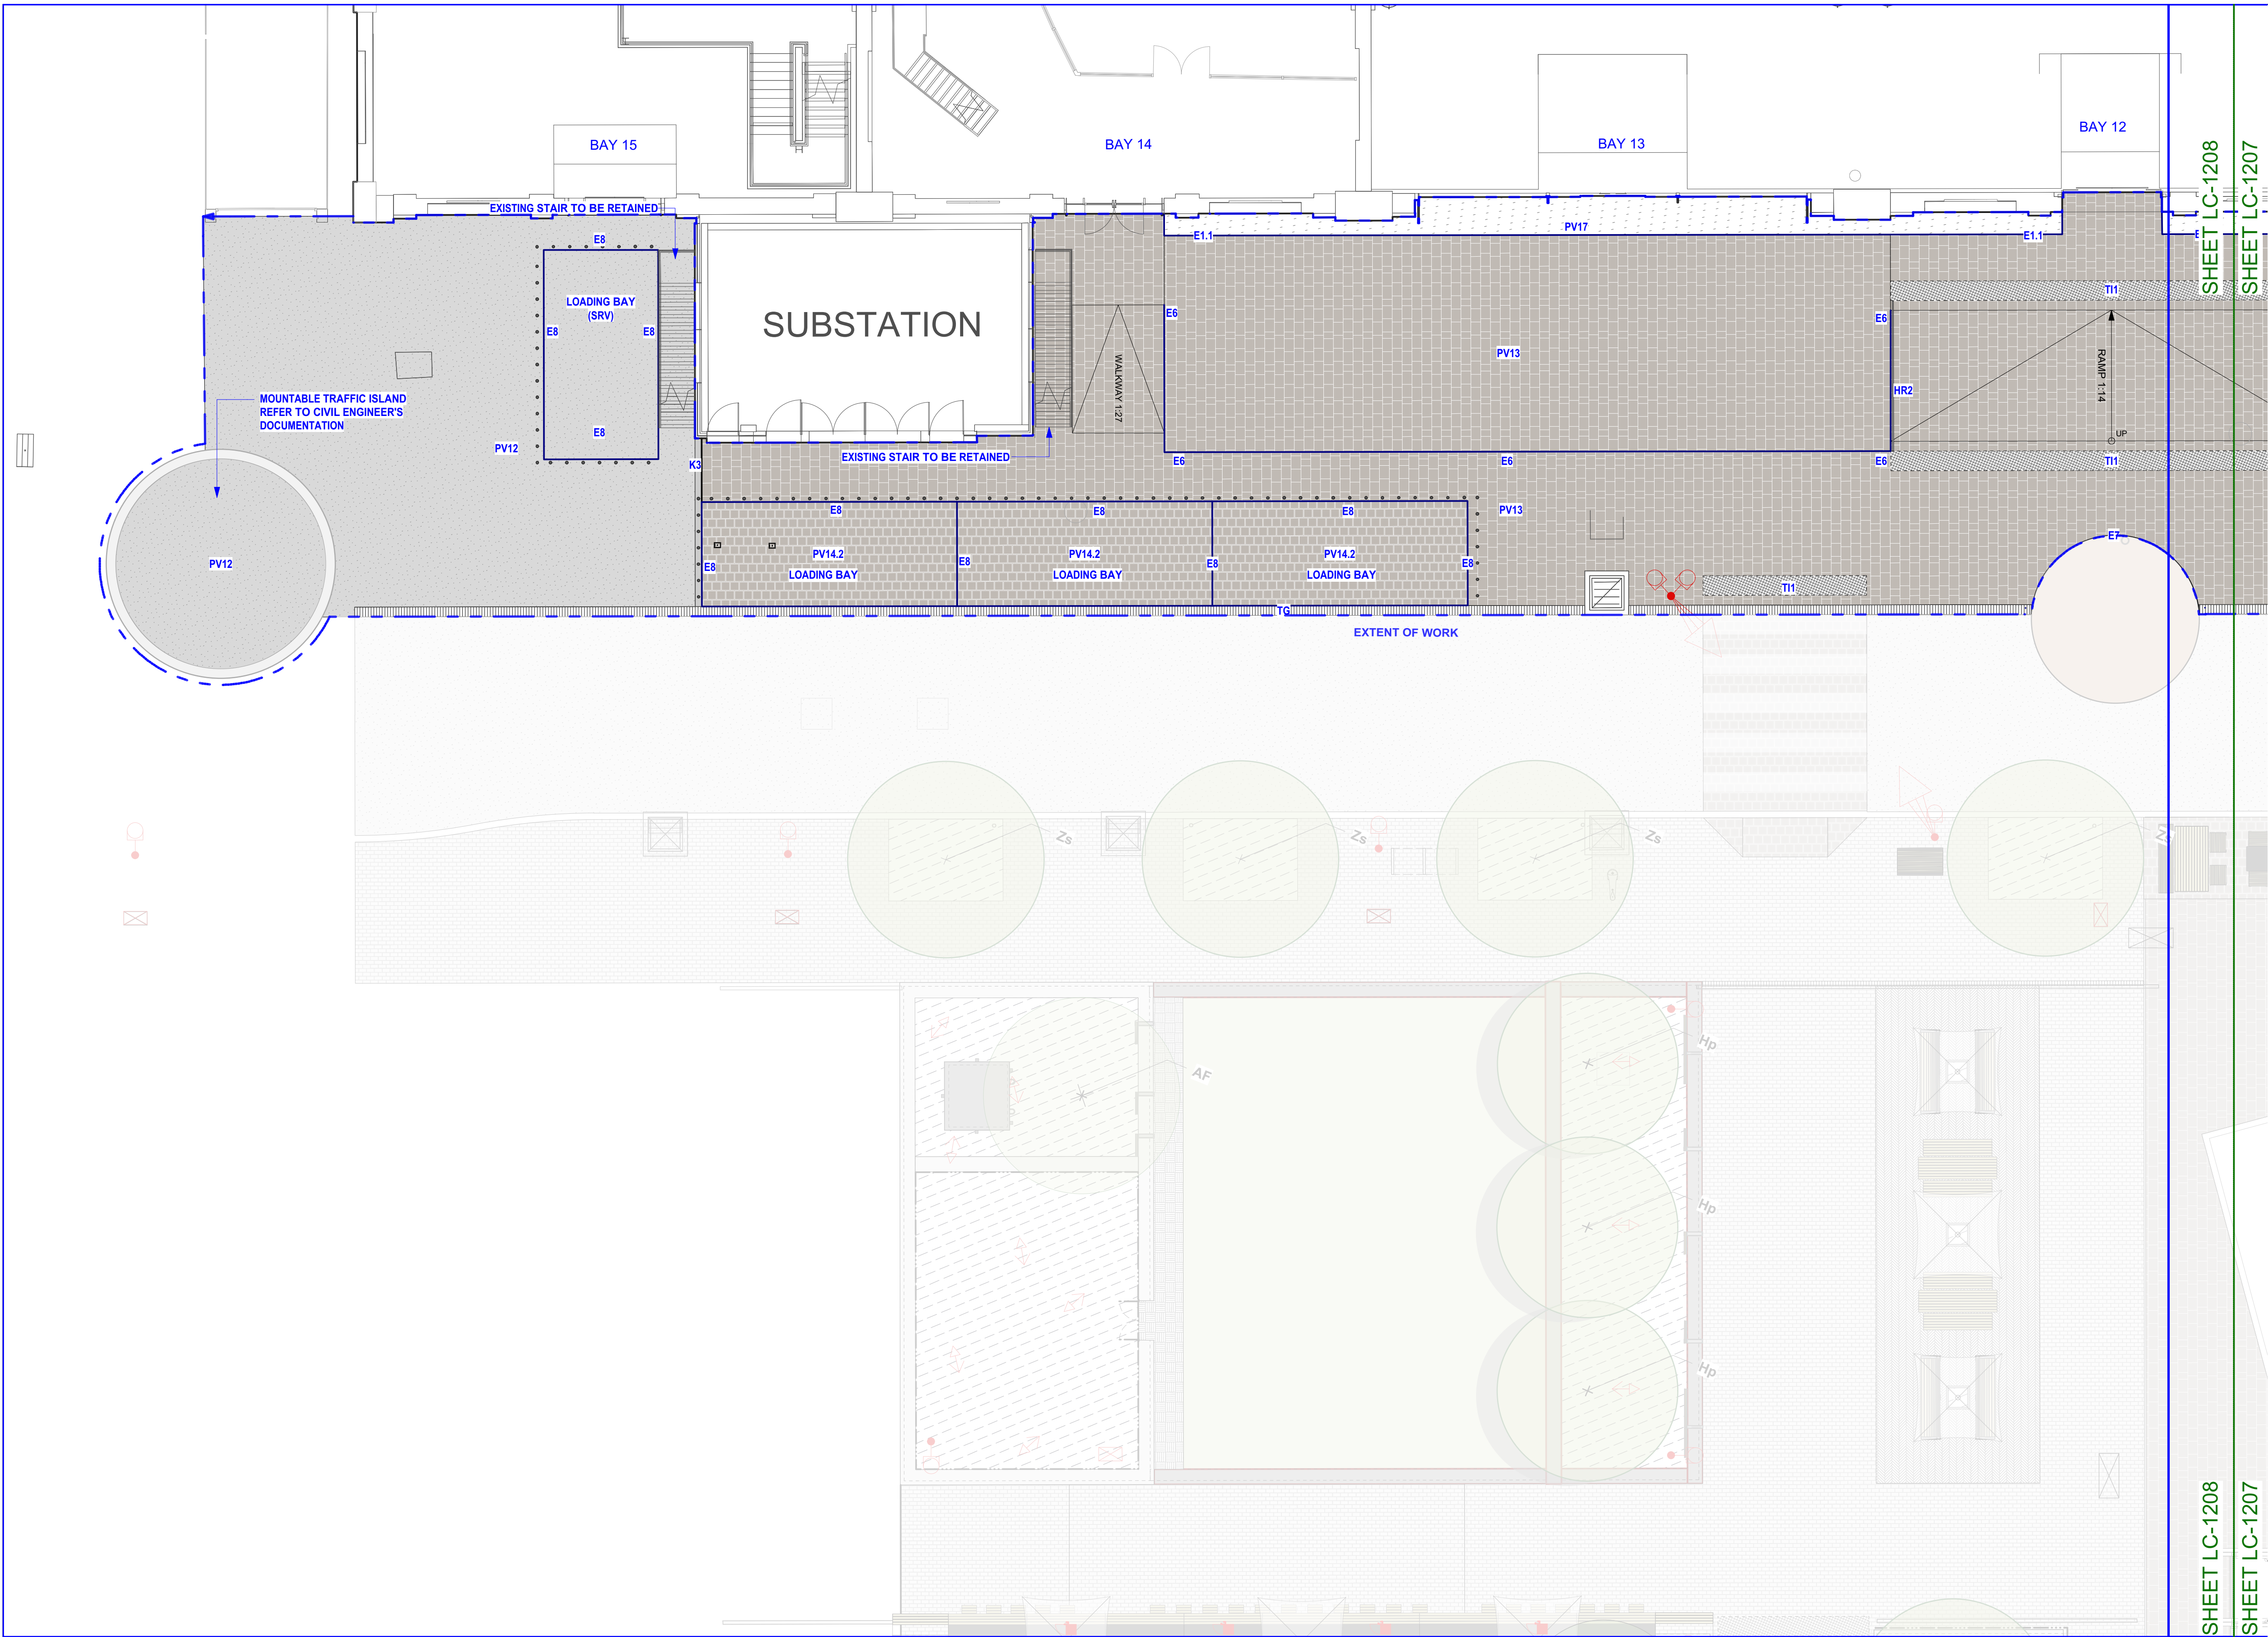 BAY 15
BAY 14
BAY 13
BAY 12
SHEET LC-1208
SHEET LC-1207
EXISTING STAIR TO BE RETAINED
E8
E1.1
PV17
E1.1
LOADING BAY
(SRV)
E8
E8
SUBSTATION
TI1
E6
E6
PV13
WALKWAY 1:27
RAMP 1:14
HR2
UP
MOUNTABLE TRAFFIC ISLAND
REFER TO CIVIL ENGINEER'S
DOCUMENTATION
E8
PV12
K3
EXISTING STAIR TO BE RETAINED
E6
E6
E6
TI1
E8
E8
E8
PV13
E7
PV12
PV14.2
PV14.2
PV14.2
E8
E8
E8
E8
LOADING BAY
LOADING BAY
LOADING BAY
TI1
TG
EXTENT OF WORK
Zs
Zs
Zs
Zs
AF
Hp
Hp
Hp
SHEET LC-1208
SHEET LC-1207